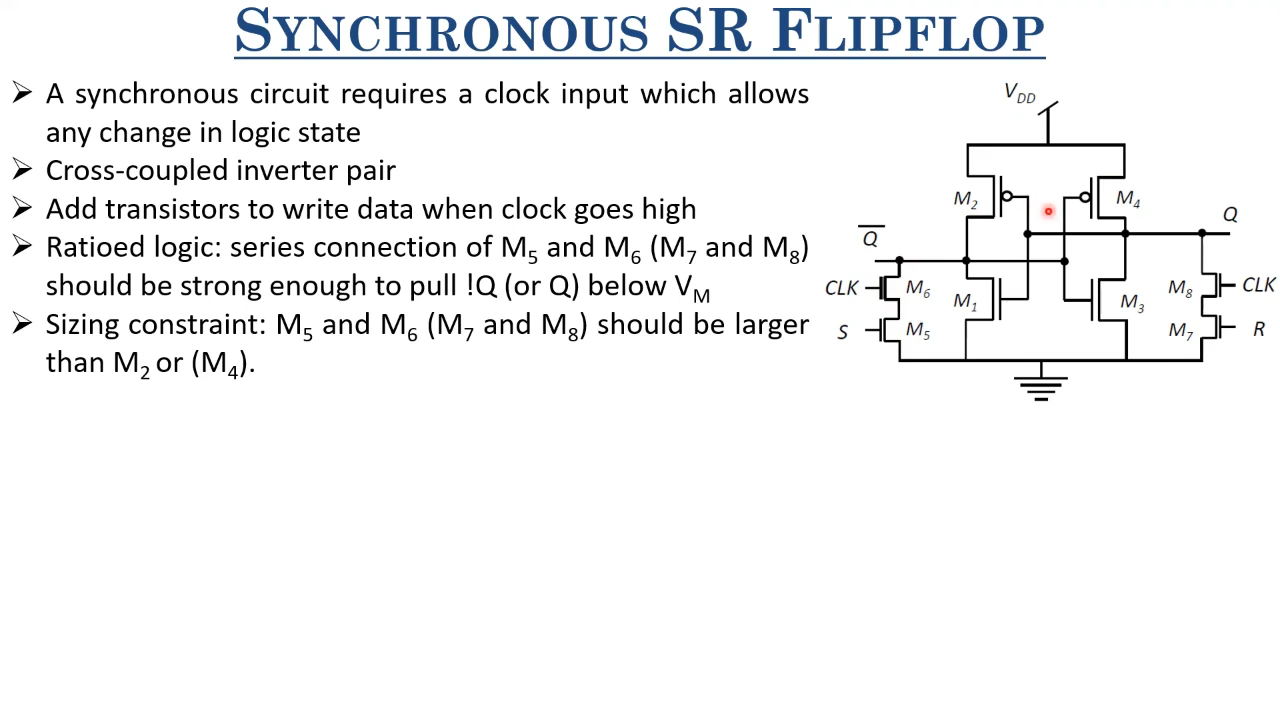 SYNCHRONOUS SR FLIPFLOP
➢ A synchronous circuit requires a clock input which allows
any change in logic state
➢ Cross-coupled inverter pair
➢ Add transistors to write data when clock goes high
➢ Ratioed logic: series connection of M5 and M6 (M7 and M8)
should be strong enough to pull !Q (or Q) below VM
➢ Sizing constraint: M5 and M6 (M7 and M8) should be larger
than M2 or (M4).
VDD
M2
M4
Q
Q̅
CLK
M6
M1
M3
M8
CLK
S
M5
M7
R